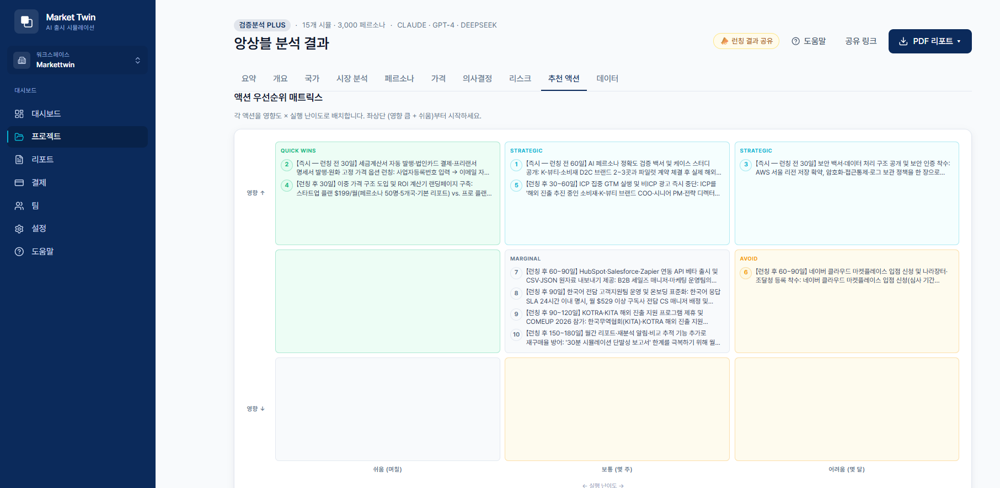 Market Twin
AI 출시 시뮬레이션
워크스페이스
Markettwin
대시보드
대시보드
프로젝트
리포트
결제
팀
설정
도움말
검증분석 PLUS · 15개 시뮬 · 3,000 페르소나 · CLAUDE · GPT-4 · DEEPSEEK
앙상블 분석 결과
런칭 결과 공유
도움말
공유 링크
PDF 리포트
요약 개요 국가 시장 분석 페르소나 가격 의사결정 리스크 추천 액션 데이터
액션 우선순위 매트릭스
각 액션을 영향도 × 실행 난이도로 배치합니다. 좌상단 (영향 큼 + 쉬움)부터 시작하세요.
영향 ↑
QUICK WINS
2 【즉시 — 런칭 전 30일】 세금계산서 자동 발행·법인카드 결제·프리랜서
명세서 발행·원화 고정 가격 옵션 런칭: 사업자등록번호 입력 → 이메일 자...
4 【런칭 후 30일】 이중 가격 구조 도입 및 ROI 계산기 랜딩페이지 구축:
스타트업 플랜 $199/월(페르소나 50명·5개국·기본 리포트) vs. 프로 플랜...
STRATEGIC
1 【즉시 — 런칭 전 60일】 AI 페르소나 정확도 검증 백서 및 케이스 스터디
공개: K-뷰티·소비재 D2C 브랜드 2–3곳과 파일럿 계약 체결 후 실제 해외...
5 【런칭 후 30–60일】 ICP 집중 GTM 실행 및 비ICP 광고 즉시 중단: ICP를
'해외 진출 추진 중인 소비재·K-뷰티 브랜드 COO·시니어 PM·전략 디렉터...
STRATEGIC
3 【즉시 — 런칭 전 30일】 보안 백서·데이터 처리 구조 공개 및 보안 인증 착수:
AWS 서울 리전 저장 확약, 암호화·접근통제·로그 보관 정책을 한 장으로...
MARGINAL
7 【런칭 후 60–90일】 HubSpot·Salesforce·Zapier 연동 API 베타 출시 및
CSV·JSON 원자료 내보내기 제공: B2B 세일즈 매니저·마케팅 운영팀의...
8 【런칭 후 90일】 한국어 전담 고객지원팀 운영 및 온보딩 표준화: 한국어 응답
SLA 24시간 이내 명시, 월 $529 이상 구독사 전담 CS 매니저 배정 및...
9 【런칭 후 90–120일】 KOTRA·KITA 해외 진출 지원 프로그램 제휴 및
COMEUP 2026 참가: 한국무역협회(KITA)·KOTRA 해외 진출 지원...
10 【런칭 후 150–180일】 월간 리포트·재분석 알림·비교 추적 기능 추가로
재구매율 방어: '30분 시뮬레이션 단발성 보고서' 한계를 극복하기 위해 월...
AVOID
6 【런칭 후 60–90일】 네이버 클라우드 마켓플레이스 입점 신청 및 나라장터·
조달청 등록 착수: 네이버 클라우드 마켓플레이스 입점 신청(심사 기간...
영향 ↓
쉬움 (며칠)
보통 (몇 주)
어려움 (몇 달)
← 실행 난이도 →